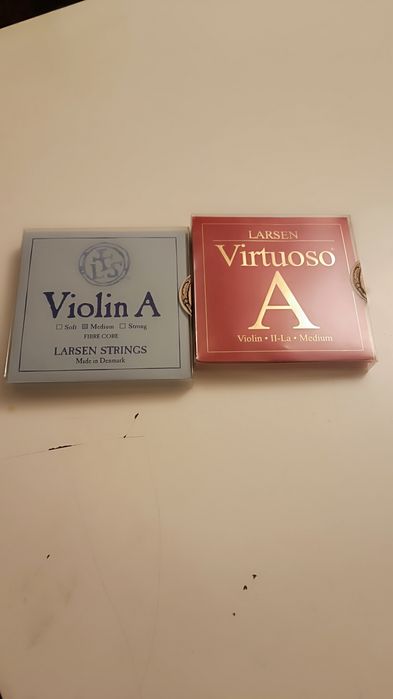 Violin A
Soft Medium Strong
FIBRE CORE
LARSEN STRINGS
Made in Denmark
LARSEN
Virtuoso
A
Violin • II-La • Medium